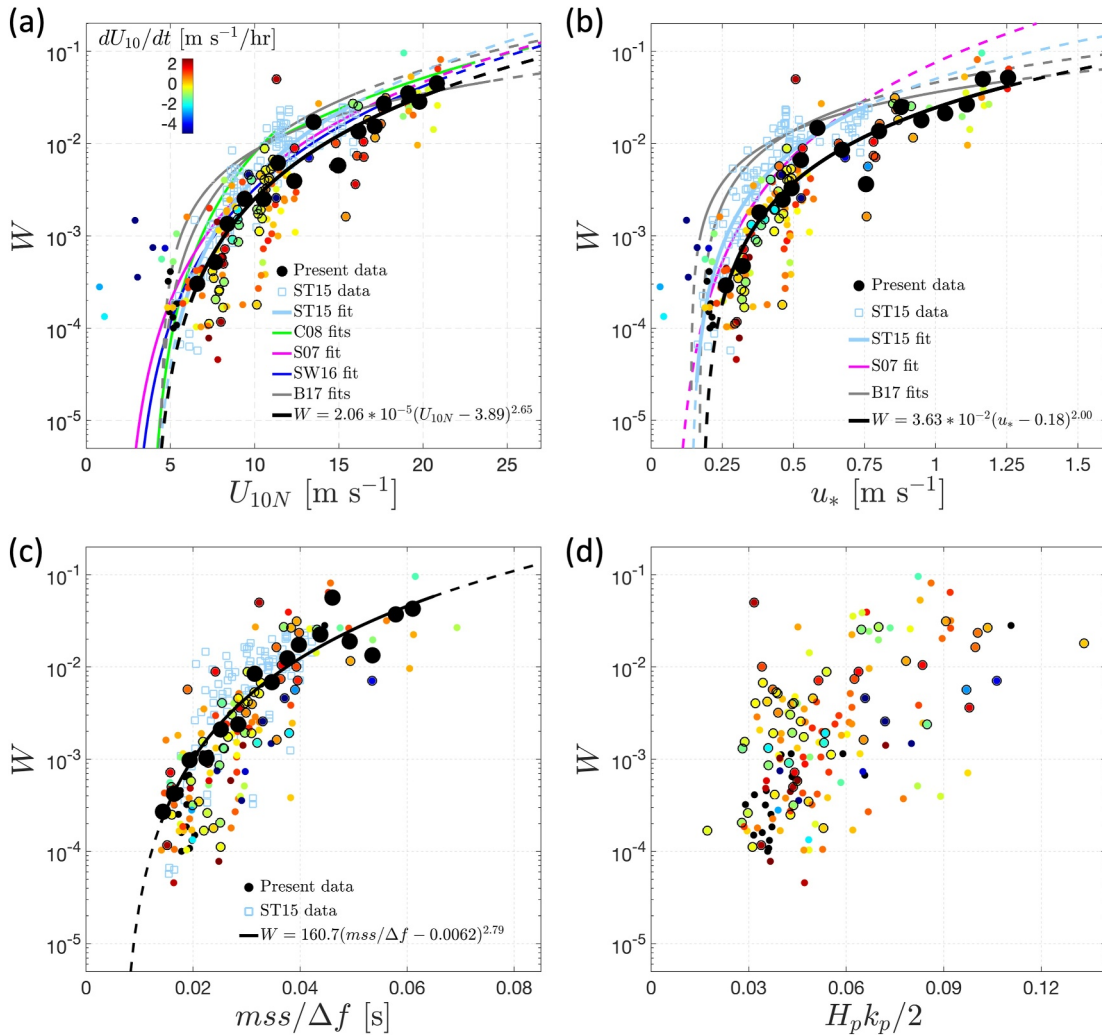 (a)
dU10/dt [m s⁻¹/hr]
2
0
-2
-4
10⁻¹
10⁻²
10⁻³
10⁻⁴
10⁻⁵
W
Present data
ST15 data
ST15 fit
C08 fits
S07 fit
SW16 fit
B17 fits
W = 2.06 * 10⁻⁵(U10N − 3.89)^2.65
0 5 10 15 20 25
U10N [m s⁻¹]
(b)
10⁻¹
10⁻²
10⁻³
10⁻⁴
10⁻⁵
W
Present data
ST15 data
ST15 fit
S07 fit
B17 fits
W = 3.63 * 10⁻²(u* − 0.18)^2.00
0 0.25 0.5 0.75 1 1.25 1.5
u* [m s⁻¹]
(c)
10⁻¹
10⁻²
10⁻³
10⁻⁴
10⁻⁵
W
Present data
ST15 data
W = 160.7(mss/Δf − 0.0062)^2.79
0 0.02 0.04 0.06 0.08
mss/Δf [s]
(d)
10⁻¹
10⁻²
10⁻³
10⁻⁴
10⁻⁵
W
0 0.03 0.06 0.09 0.12
Hpkp/2